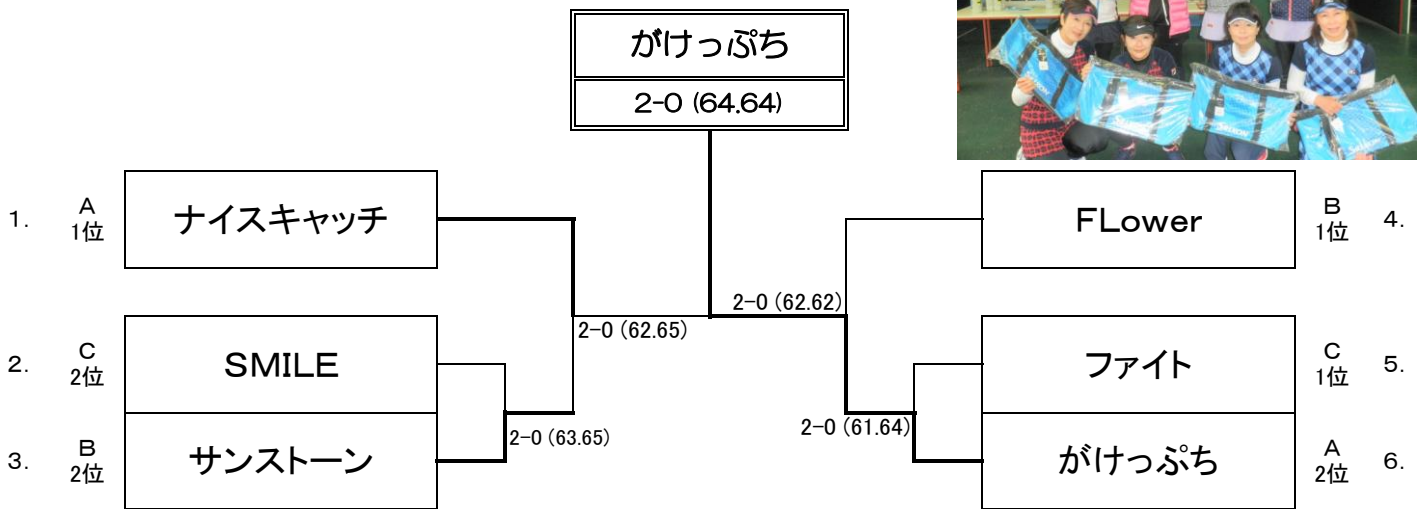 がけっぷち
2-0 (64.64)
1.
A
1位
ナイスキャッチ
FLower
B
1位
4.
2-0 (62.65)
2-0 (62.62)
2.
C
2位
SMILE
ファイト
C
1位
5.
2-0 (63.65)
2-0 (61.64)
3.
B
2位
サンストーン
がけっぷち
A
2位
6.
SRIXON